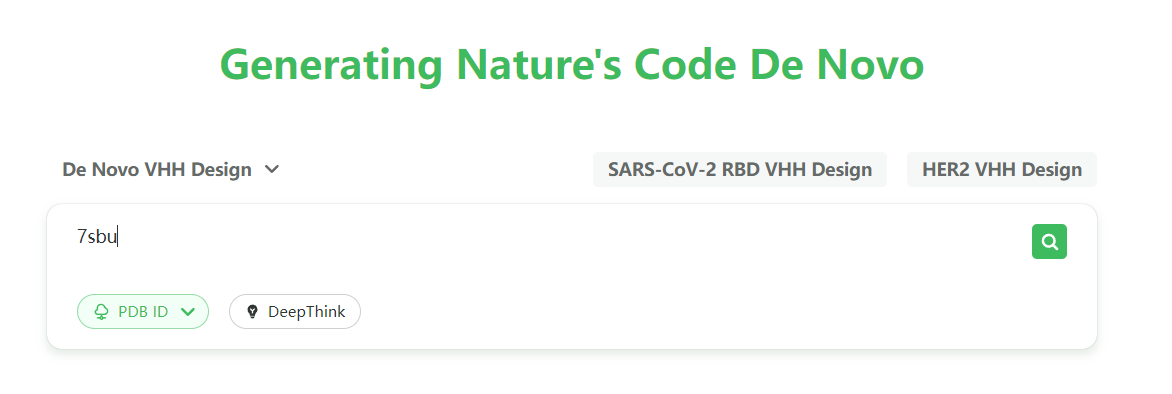 Generating Nature's Code De Novo
De Novo VHH Design
SARS-CoV-2 RBD VHH Design
HER2 VHH Design
7sbu
PDB ID
DeepThink